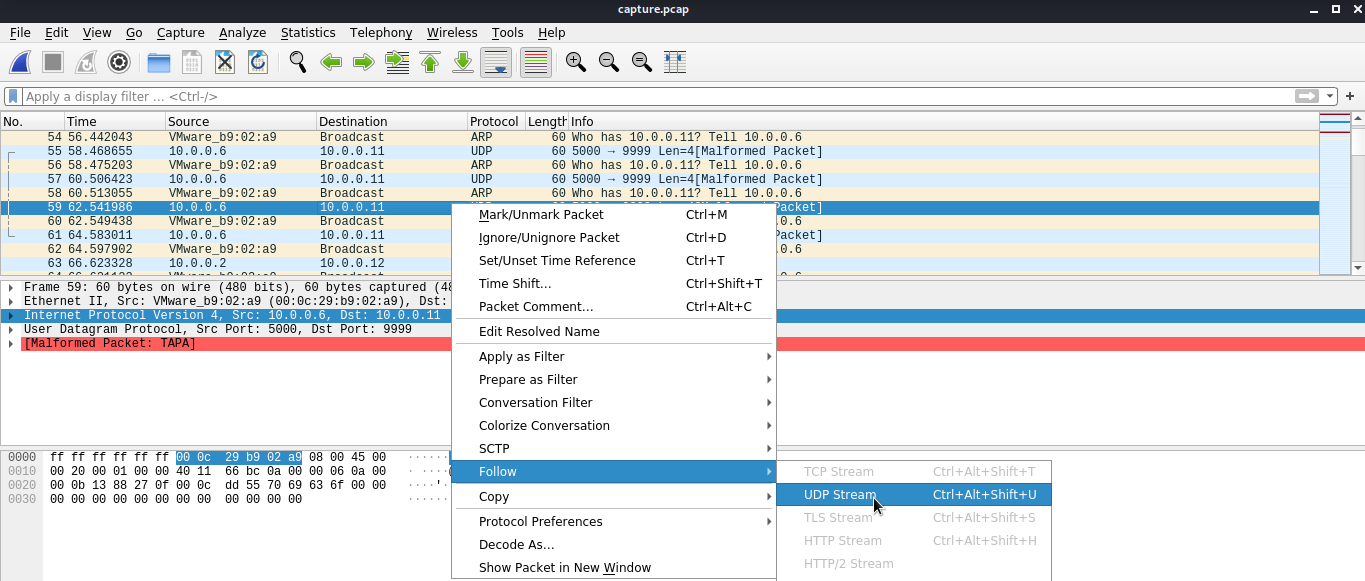 capture.pcap
File Edit View Go Capture Analyze Statistics Telephony Wireless Tools Help
Apply a display filter ... <Ctrl-/>
No. Time Source Destination Protocol Length Info
54 56.442043 VMware_b9:02:a9 Broadcast ARP 60 Who has 10.0.0.11? Tell 10.0.0.6
55 58.468655 10.0.0.6 10.0.0.11 UDP 60 5000 → 9999 Len=4[Malformed Packet]
56 58.475203 VMware_b9:02:a9 Broadcast ARP 60 Who has 10.0.0.11? Tell 10.0.0.6
57 60.506423 10.0.0.6 10.0.0.11 UDP 60 5000 → 9999 Len=4[Malformed Packet]
58 60.513055 VMware_b9:02:a9 Broadcast ARP 60 Who has 10.0.0.11? Tell 10.0.0.6
59 62.541986 10.0.0.6 10.0.0.11 Packet]
60 62.549438 VMware_b9:02:a9 Broadcast .0.6
61 64.583011 10.0.0.6 10.0.0.11 Packet]
62 64.597902 VMware_b9:02:a9 Broadcast .0.6
63 66.623328 10.0.0.2 10.0.0.12
Frame 59: 60 bytes on wire (480 bits), 60 bytes captured (48
Ethernet II, Src: VMware_b9:02:a9 (00:0c:29:b9:02:a9), Dst:
Internet Protocol Version 4, Src: 10.0.0.6, Dst: 10.0.0.11
User Datagram Protocol, Src Port: 5000, Dst Port: 9999
[Malformed Packet: TAPA]
0000 ff ff ff ff ff ff 00 0c 29 b9 02 a9 08 00 45 00 ······
0010 00 20 00 01 00 00 40 11 66 bc 0a 00 00 06 0a 00 ······
0020 00 0b 13 88 27 0f 00 0c dd 55 70 69 63 6f 00 00 ····'·
0030 00 00 00 00 00 00 00 00 00 00 00 00 ······
Mark/Unmark Packet Ctrl+M
Ignore/Unignore Packet Ctrl+D
Set/Unset Time Reference Ctrl+T
Time Shift... Ctrl+Shift+T
Packet Comment... Ctrl+Alt+C
Edit Resolved Name
Apply as Filter
Prepare as Filter
Conversation Filter
Colorize Conversation
SCTP
Follow
Copy
Protocol Preferences
Decode As...
Show Packet in New Window
TCP Stream Ctrl+Alt+Shift+T
UDP Stream Ctrl+Alt+Shift+U
TLS Stream Ctrl+Alt+Shift+S
HTTP Stream Ctrl+Alt+Shift+H
HTTP/2 Stream